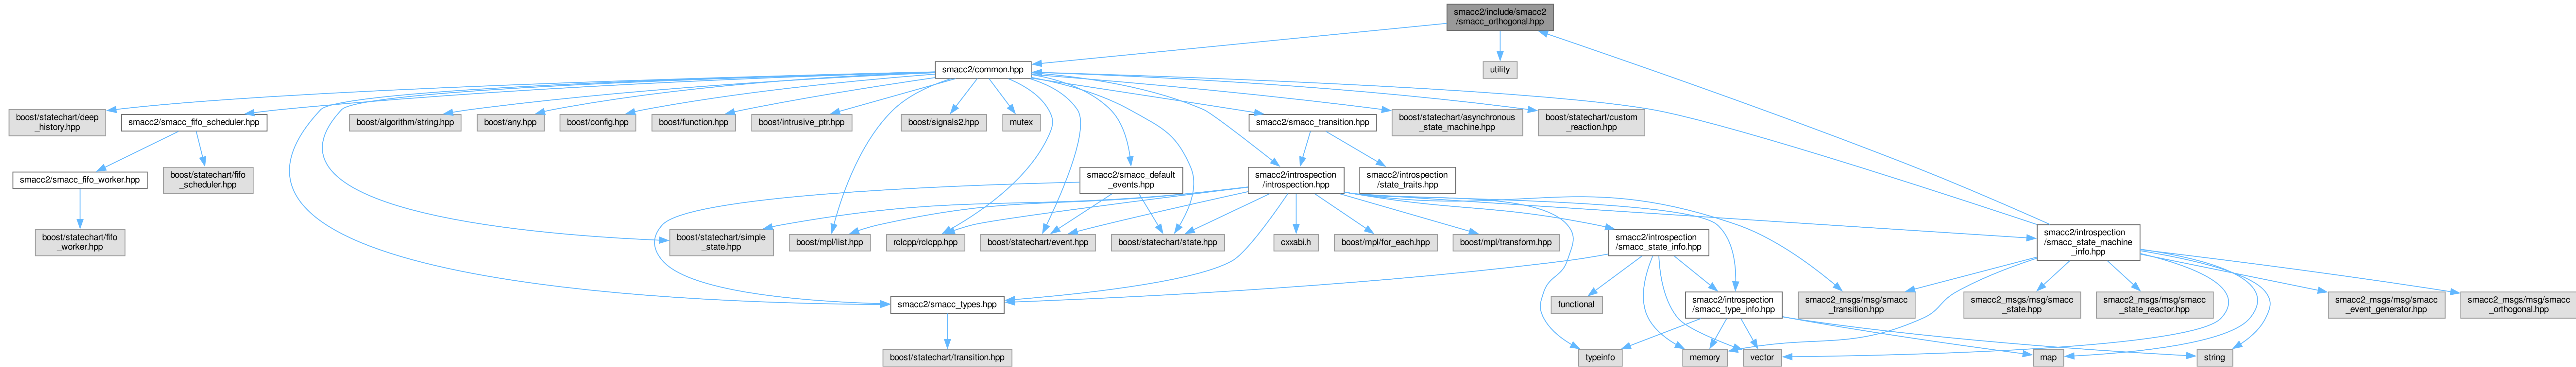 smacc2/include/smacc2
/smacc_orthogonal.hpp
smacc2/common.hpp
utility
boost/statechart/deep
_history.hpp
smacc2/smacc_fifo_scheduler.hpp
boost/algorithm/string.hpp
boost/any.hpp
boost/config.hpp
boost/function.hpp
boost/intrusive_ptr.hpp
boost/signals2.hpp
mutex
smacc2/smacc_transition.hpp
boost/statechart/asynchronous
_state_machine.hpp
boost/statechart/custom
_reaction.hpp
smacc2/smacc_fifo_worker.hpp
boost/statechart/fifo
_scheduler.hpp
smacc2/smacc_default
_events.hpp
smacc2/introspection
/introspection.hpp
smacc2/introspection
/state_traits.hpp
boost/statechart/fifo
_worker.hpp
boost/statechart/simple
_state.hpp
boost/mpl/list.hpp
rclcpp/rclcpp.hpp
boost/statechart/event.hpp
boost/statechart/state.hpp
cxxabi.h
boost/mpl/for_each.hpp
boost/mpl/transform.hpp
smacc2/introspection
/smacc_state_info.hpp
smacc2/introspection
/smacc_state_machine
_info.hpp
smacc2/smacc_types.hpp
functional
smacc2/introspection
/smacc_type_info.hpp
smacc2_msgs/msg/smacc
_transition.hpp
smacc2_msgs/msg/smacc
_state.hpp
smacc2_msgs/msg/smacc
_state_reactor.hpp
smacc2_msgs/msg/smacc
_event_generator.hpp
smacc2_msgs/msg/smacc
_orthogonal.hpp
boost/statechart/transition.hpp
typeinfo
memory
vector
map
string